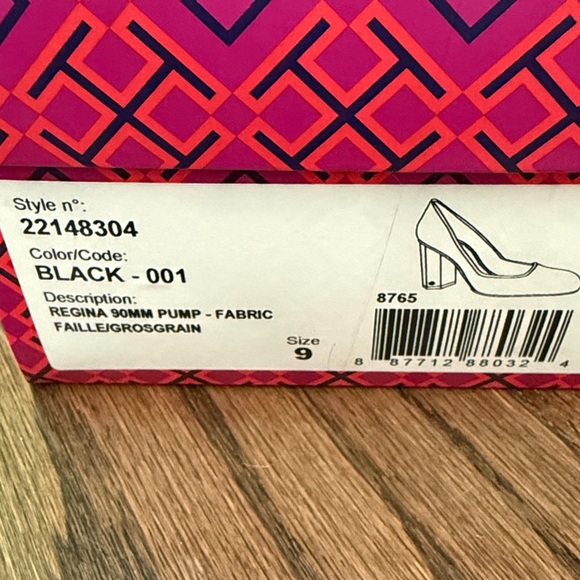 Style n°:
22148304
Color/Code:
BLACK - 001
Description:
REGINA 90MM PUMP - FABRIC
FAILLE/GROSGRAIN
Size
9
8765
8 87712 88032 4